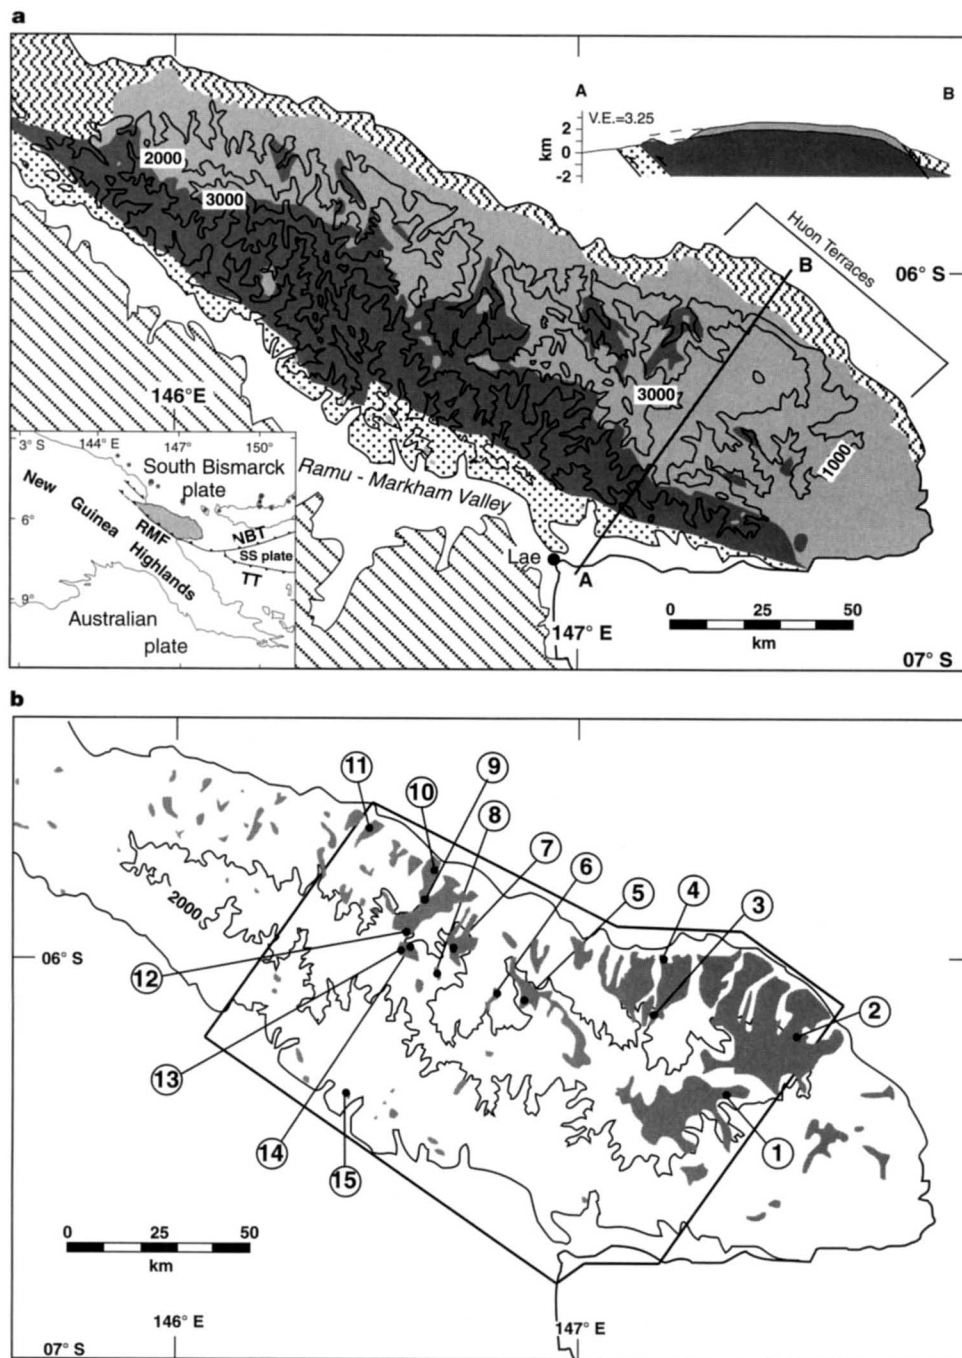 a
A
B
V.E.=3.25
km
2
0
-2
2000
3000
Huon Terraces
06° S
B
146°E
3000
1000
3° S
144° E
147°
150°
South Bismarck
plate
New
Guinea
Highlands
6°
RMF
NBT
SS plate
TT
9°
Australian
plate
Ramu - Markham Valley
Lae
A
147° E
0
25
50
km
07° S
b
11
10
9
8
7
6
5
4
3
2000
06° S
12
2
13
14
15
1
0
25
50
km
146° E
147° E
07° S